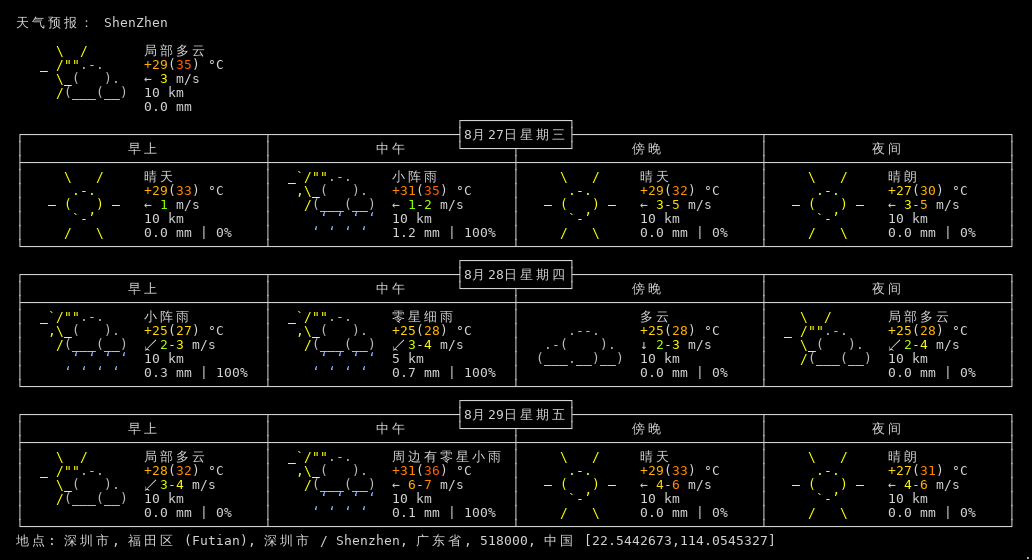 天气预报： ShenZhen
局部多云
+29(35) °C
← 3 m/s
10 km
0.0 mm
8月27日星期三
早上 中午 傍晚 夜间
晴天 小阵雨 晴天 晴朗
+29(33) °C +31(35) °C +29(32) °C +27(30) °C
← 1 m/s ← 1-2 m/s ← 3-5 m/s ← 3-5 m/s
10 km 10 km 10 km 10 km
0.0 mm | 0% 1.2 mm | 100% 0.0 mm | 0% 0.0 mm | 0%
8月28日星期四
早上 中午 傍晚 夜间
小阵雨 零星细雨 多云 局部多云
+25(27) °C +25(28) °C +25(28) °C +25(28) °C
↙ 2-3 m/s ↙ 3-4 m/s ↓ 2-3 m/s ↙ 2-4 m/s
10 km 5 km 10 km 10 km
0.3 mm | 100% 0.7 mm | 100% 0.0 mm | 0% 0.0 mm | 0%
8月29日星期五
早上 中午 傍晚 夜间
局部多云 周边有零星小雨 晴天 晴朗
+28(32) °C +31(36) °C +29(33) °C +27(31) °C
↙ 3-4 m/s ← 6-7 m/s ← 4-6 m/s ← 4-6 m/s
10 km 10 km 10 km 10 km
0.0 mm | 0% 0.1 mm | 100% 0.0 mm | 0% 0.0 mm | 0%
地点: 深圳市, 福田区 (Futian), 深圳市 / Shenzhen, 广东省, 518000, 中国 [22.5442673,114.0545327]